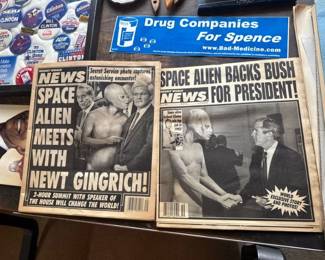 Drug Companies
For Spence
www.Bad-Medicine.com
CLINTON
NEWS
Secret Service photo captures
astonishing encounter!
SPACE
ALIEN
MEETS
WITH
NEWT GINGRICH!
2-HOUR SUMMIT WITH SPEAKER OF
THE HOUSE WILL CHANGE THE WORLD!
SPACE ALIEN BACKS BUSH
NEWS FOR PRESIDENT!